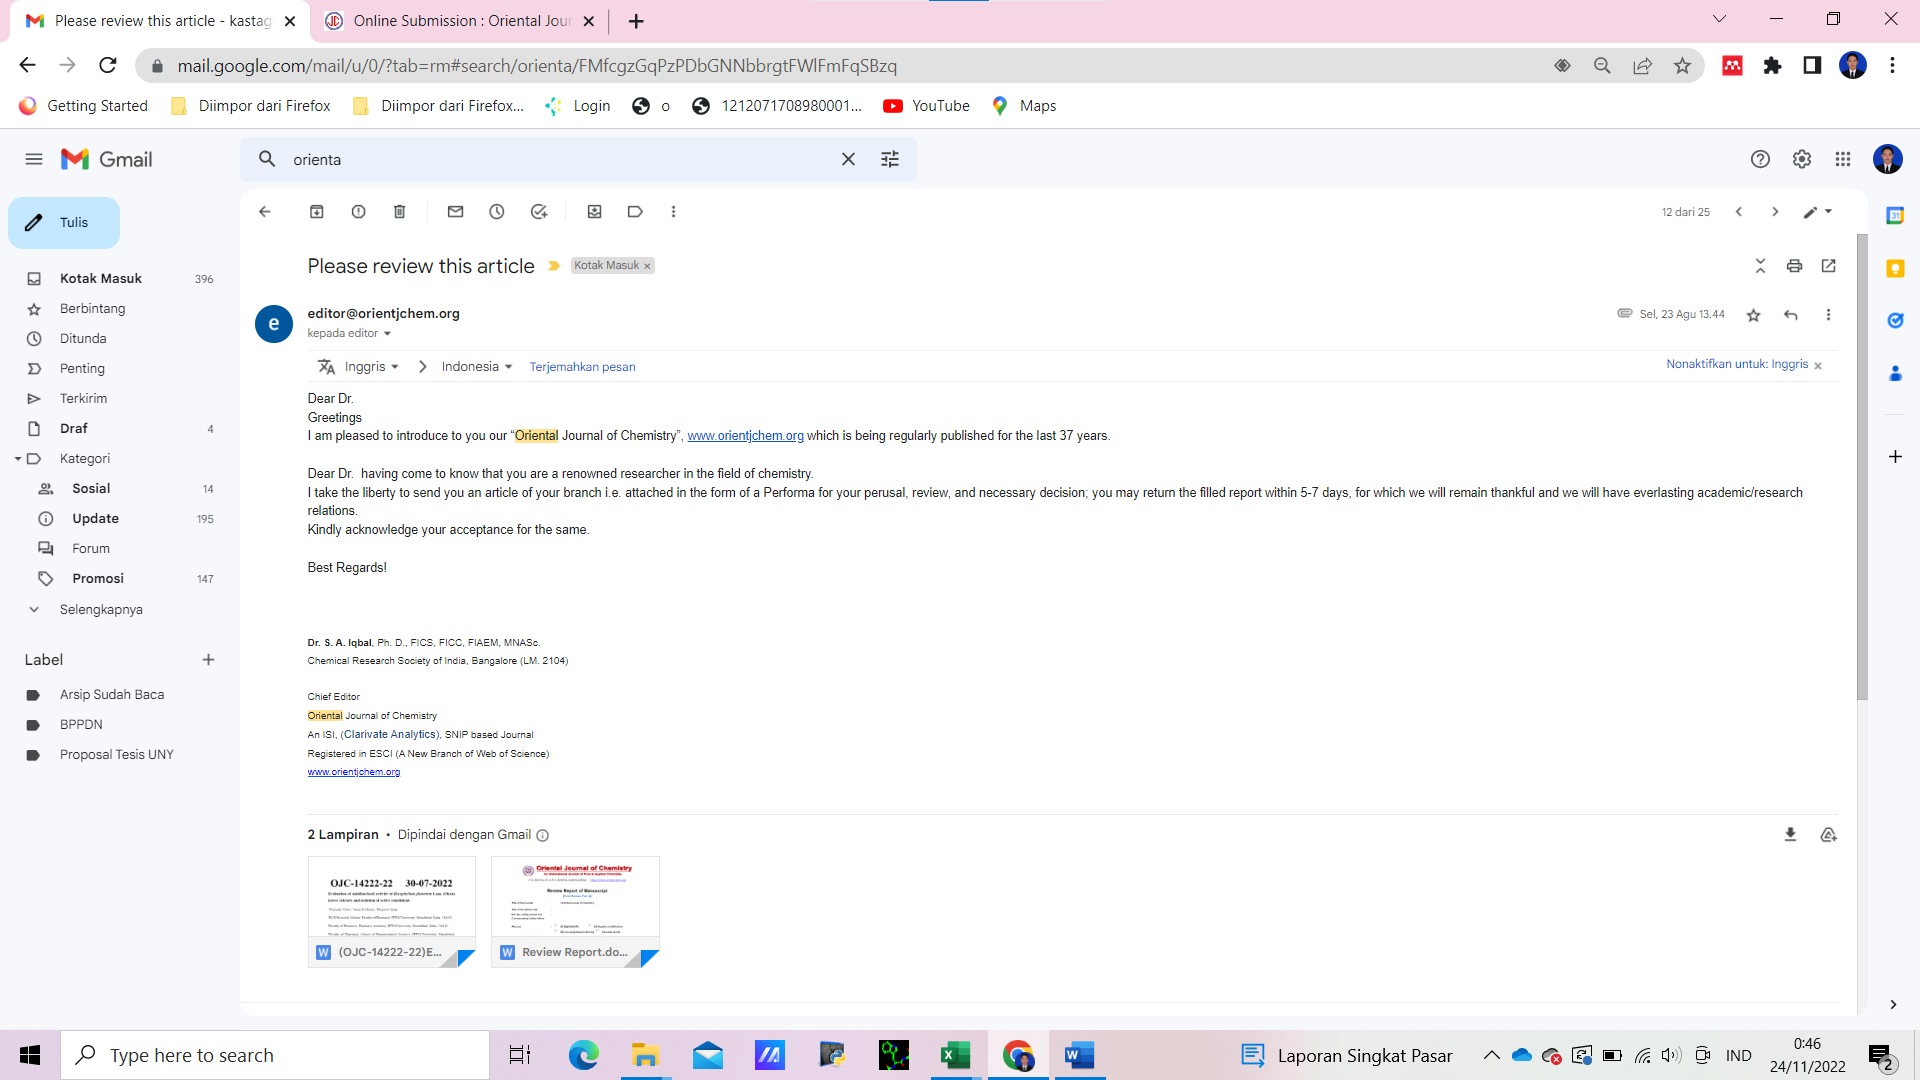 Please review this article - kastag
Online Submission : Oriental Jour
mail.google.com/mail/u/0/?tab=rm#search/orienta/FMfcgzGqPzPDbGNNbbrgtFWlFmFqSBzq
Getting Started
Diimpor dari Firefox
Diimpor dari Firefox...
Login
o
1212071708980001...
YouTube
Maps
Gmail
orienta
Tulis
12 dari 25
Kotak Masuk 396
Berbintang
Ditunda
Penting
Terkirim
Draf 4
Kategori
Sosial 14
Update 195
Forum
Promosi 147
Selengkapnya
Label
Arsip Sudah Baca
BPPDN
Proposal Tesis UNY
Please review this article
Kotak Masuk ×
e
editor@orientjchem.org
Sel, 23 Agu 13.44
kepada editor
Inggris
Indonesia
Terjemahkan pesan
Nonaktifkan untuk: Inggris
Dear Dr.
Greetings
I am pleased to introduce to you our “Oriental Journal of Chemistry”, www.orientjchem.org which is being regularly published for the last 37 years.
Dear Dr.  having come to know that you are a renowned researcher in the field of chemistry.
I take the liberty to send you an article of your branch i.e. attached in the form of a Performa for your perusal, review, and necessary decision; you may return the filled report within 5-7 days, for which we will remain thankful and we will have everlasting academic/research
relations.
Kindly acknowledge your acceptance for the same.
Best Regards!
Dr. S. A. Iqbal, Ph. D., FICS, FICC, FIAEM, MNASc.
Chemical Research Society of India, Bangalore (LM. 2104)
Chief Editor
Oriental Journal of Chemistry
An ISI, (Clarivate Analytics), SNIP based Journal
Registered in ESCI (A New Branch of Web of Science)
www.orientjchem.org
2 Lampiran • Dipindai dengan Gmail
OJC-14222-22 30-07-2022
(OJC-14222-22)E...
Oriental Journal of Chemistry
Review Report of Manuscript
Review Report.do...
Type here to search
Laporan Singkat Pasar
IND
0:46
24/11/2022
2